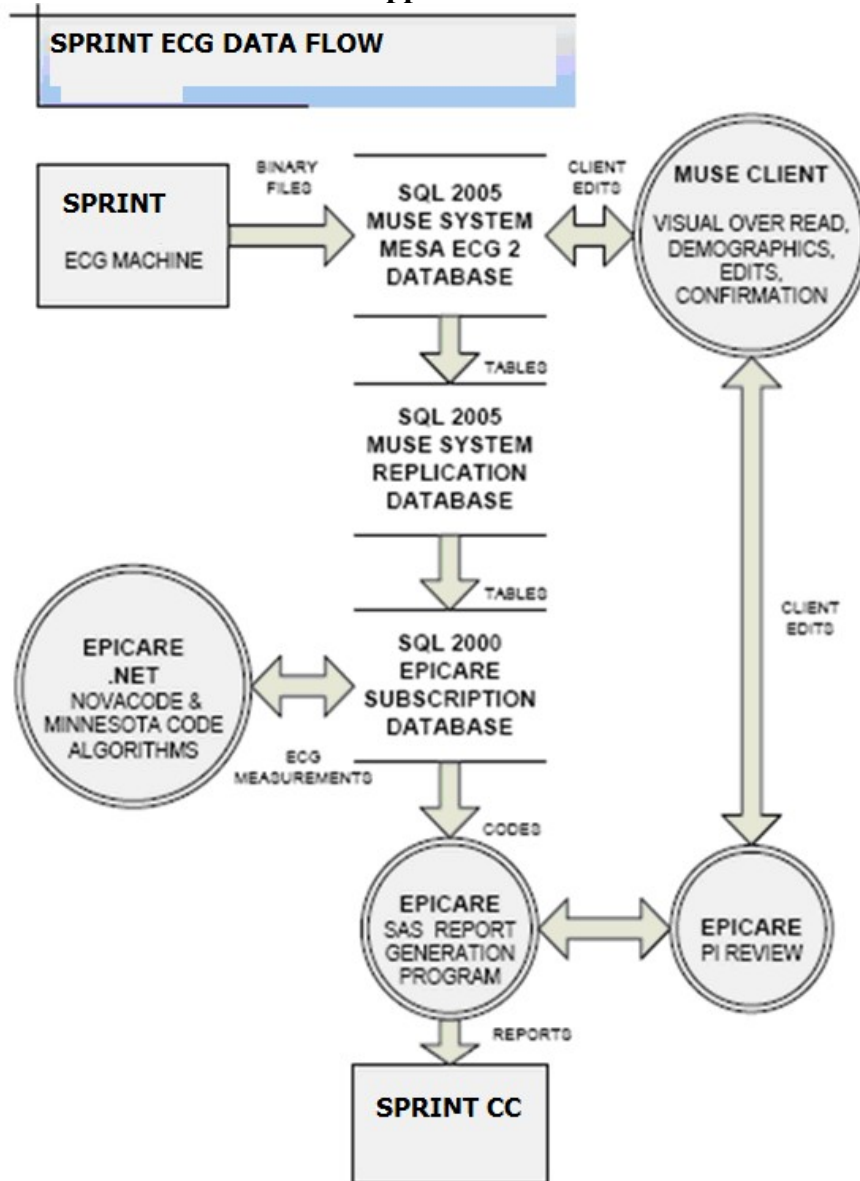 SPRINT ECG DATA FLOW
SPRINT
ECG MACHINE
BINARY
FILES
SQL 2005
MUSE SYSTEM
MESA ECG 2
DATABASE
CLIENT
EDITS
MUSE CLIENT
VISUAL OVER READ,
DEMOGRAPHICS,
EDITS,
CONFIRMATION
TABLES
SQL 2005
MUSE SYSTEM
REPLICATION
DATABASE
TABLES
EPICARE
.NET
NOVACODE &
MINNESOTA CODE
ALGORITHMS
ECG
MEASUREMENTS
SQL 2000
EPICARE
SUBSCRIPTION
DATABASE
CLIENT
EDITS
CODES
EPICARE
SAS REPORT
GENERATION
PROGRAM
EPICARE
PI REVIEW
REPORTS
SPRINT CC